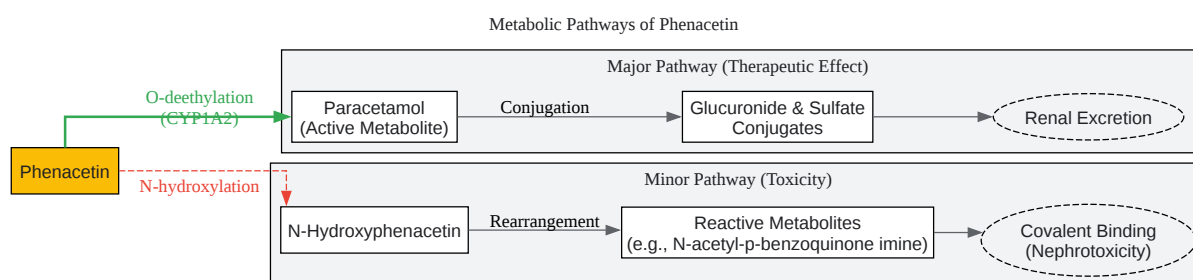 Metabolic Pathways of Phenacetin
Major Pathway (Therapeutic Effect)
O-deethylation
(CYP1A2)
Paracetamol
(Active Metabolite)
Conjugation
Glucuronide & Sulfate
Conjugates
Renal Excretion
Phenacetin
N-hydroxylation
Minor Pathway (Toxicity)
N-Hydroxyphenacetin
Rearrangement
Reactive Metabolites
(e.g., N-acetyl-p-benzoquinone imine)
Covalent Binding
(Nephrotoxicity)